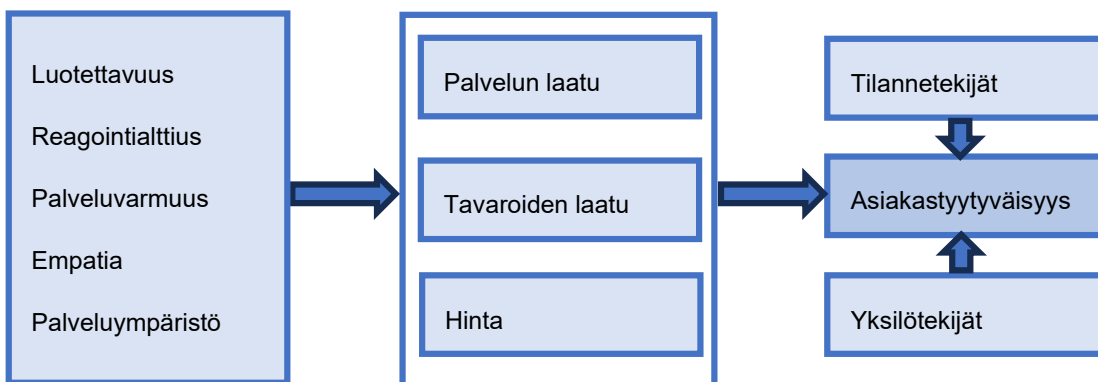 Luotettavuus
Reagointialttius
Palveluvarmuus
Empatia
Palveluympäristö
Palvelun laatu
Tavaroiden laatu
Hinta
Tilannetekijät
Asiakastyytyväisyys
Yksilötekijät